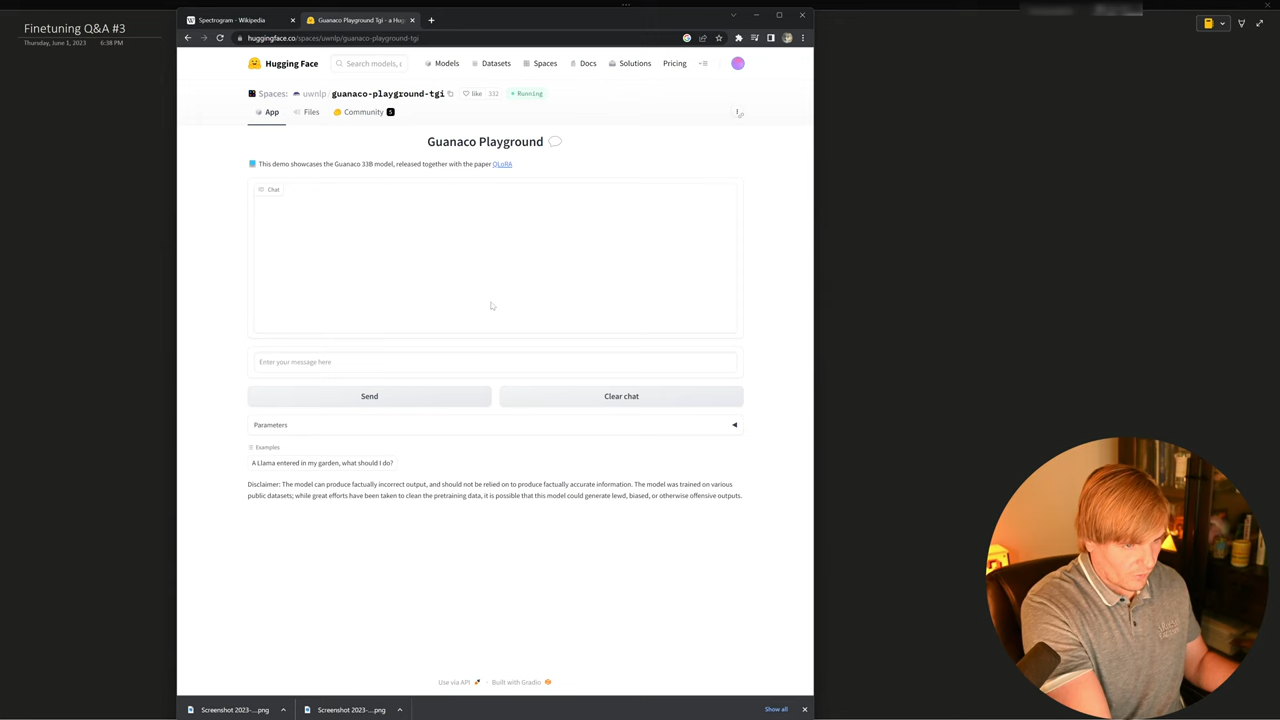 Finetuning Q&A #3
Thursday, June 1, 2023 6:38 PM
Spectrogram - Wikipedia
Guanaco Playground Tgi - a Hug
huggingface.co/spaces/uwnlp/guanaco-playground-tgi
Hugging Face
Search models, d
Models
Datasets
Spaces
Docs
Solutions
Pricing
Spaces:
uwnlp/guanaco-playground-tgi
like 332
Running
App
Files
Community 5
Guanaco Playground
This demo showcases the Guanaco 33B model, released together with the paper QLoRA
Chat
Enter your message here
Send
Clear chat
Parameters
Examples
A Llama entered in my garden, what should I do?
Disclaimer: The model can produce factually incorrect output, and should not be relied on to produce factually accurate information. The model was trained on various
public datasets; while great efforts have been taken to clean the pretraining data, it is possible that this model could generate lewd, biased, or otherwise offensive outputs.
Use via API
·
Built with Gradio
Screenshot 2023-....png
Screenshot 2023-....png
Show all